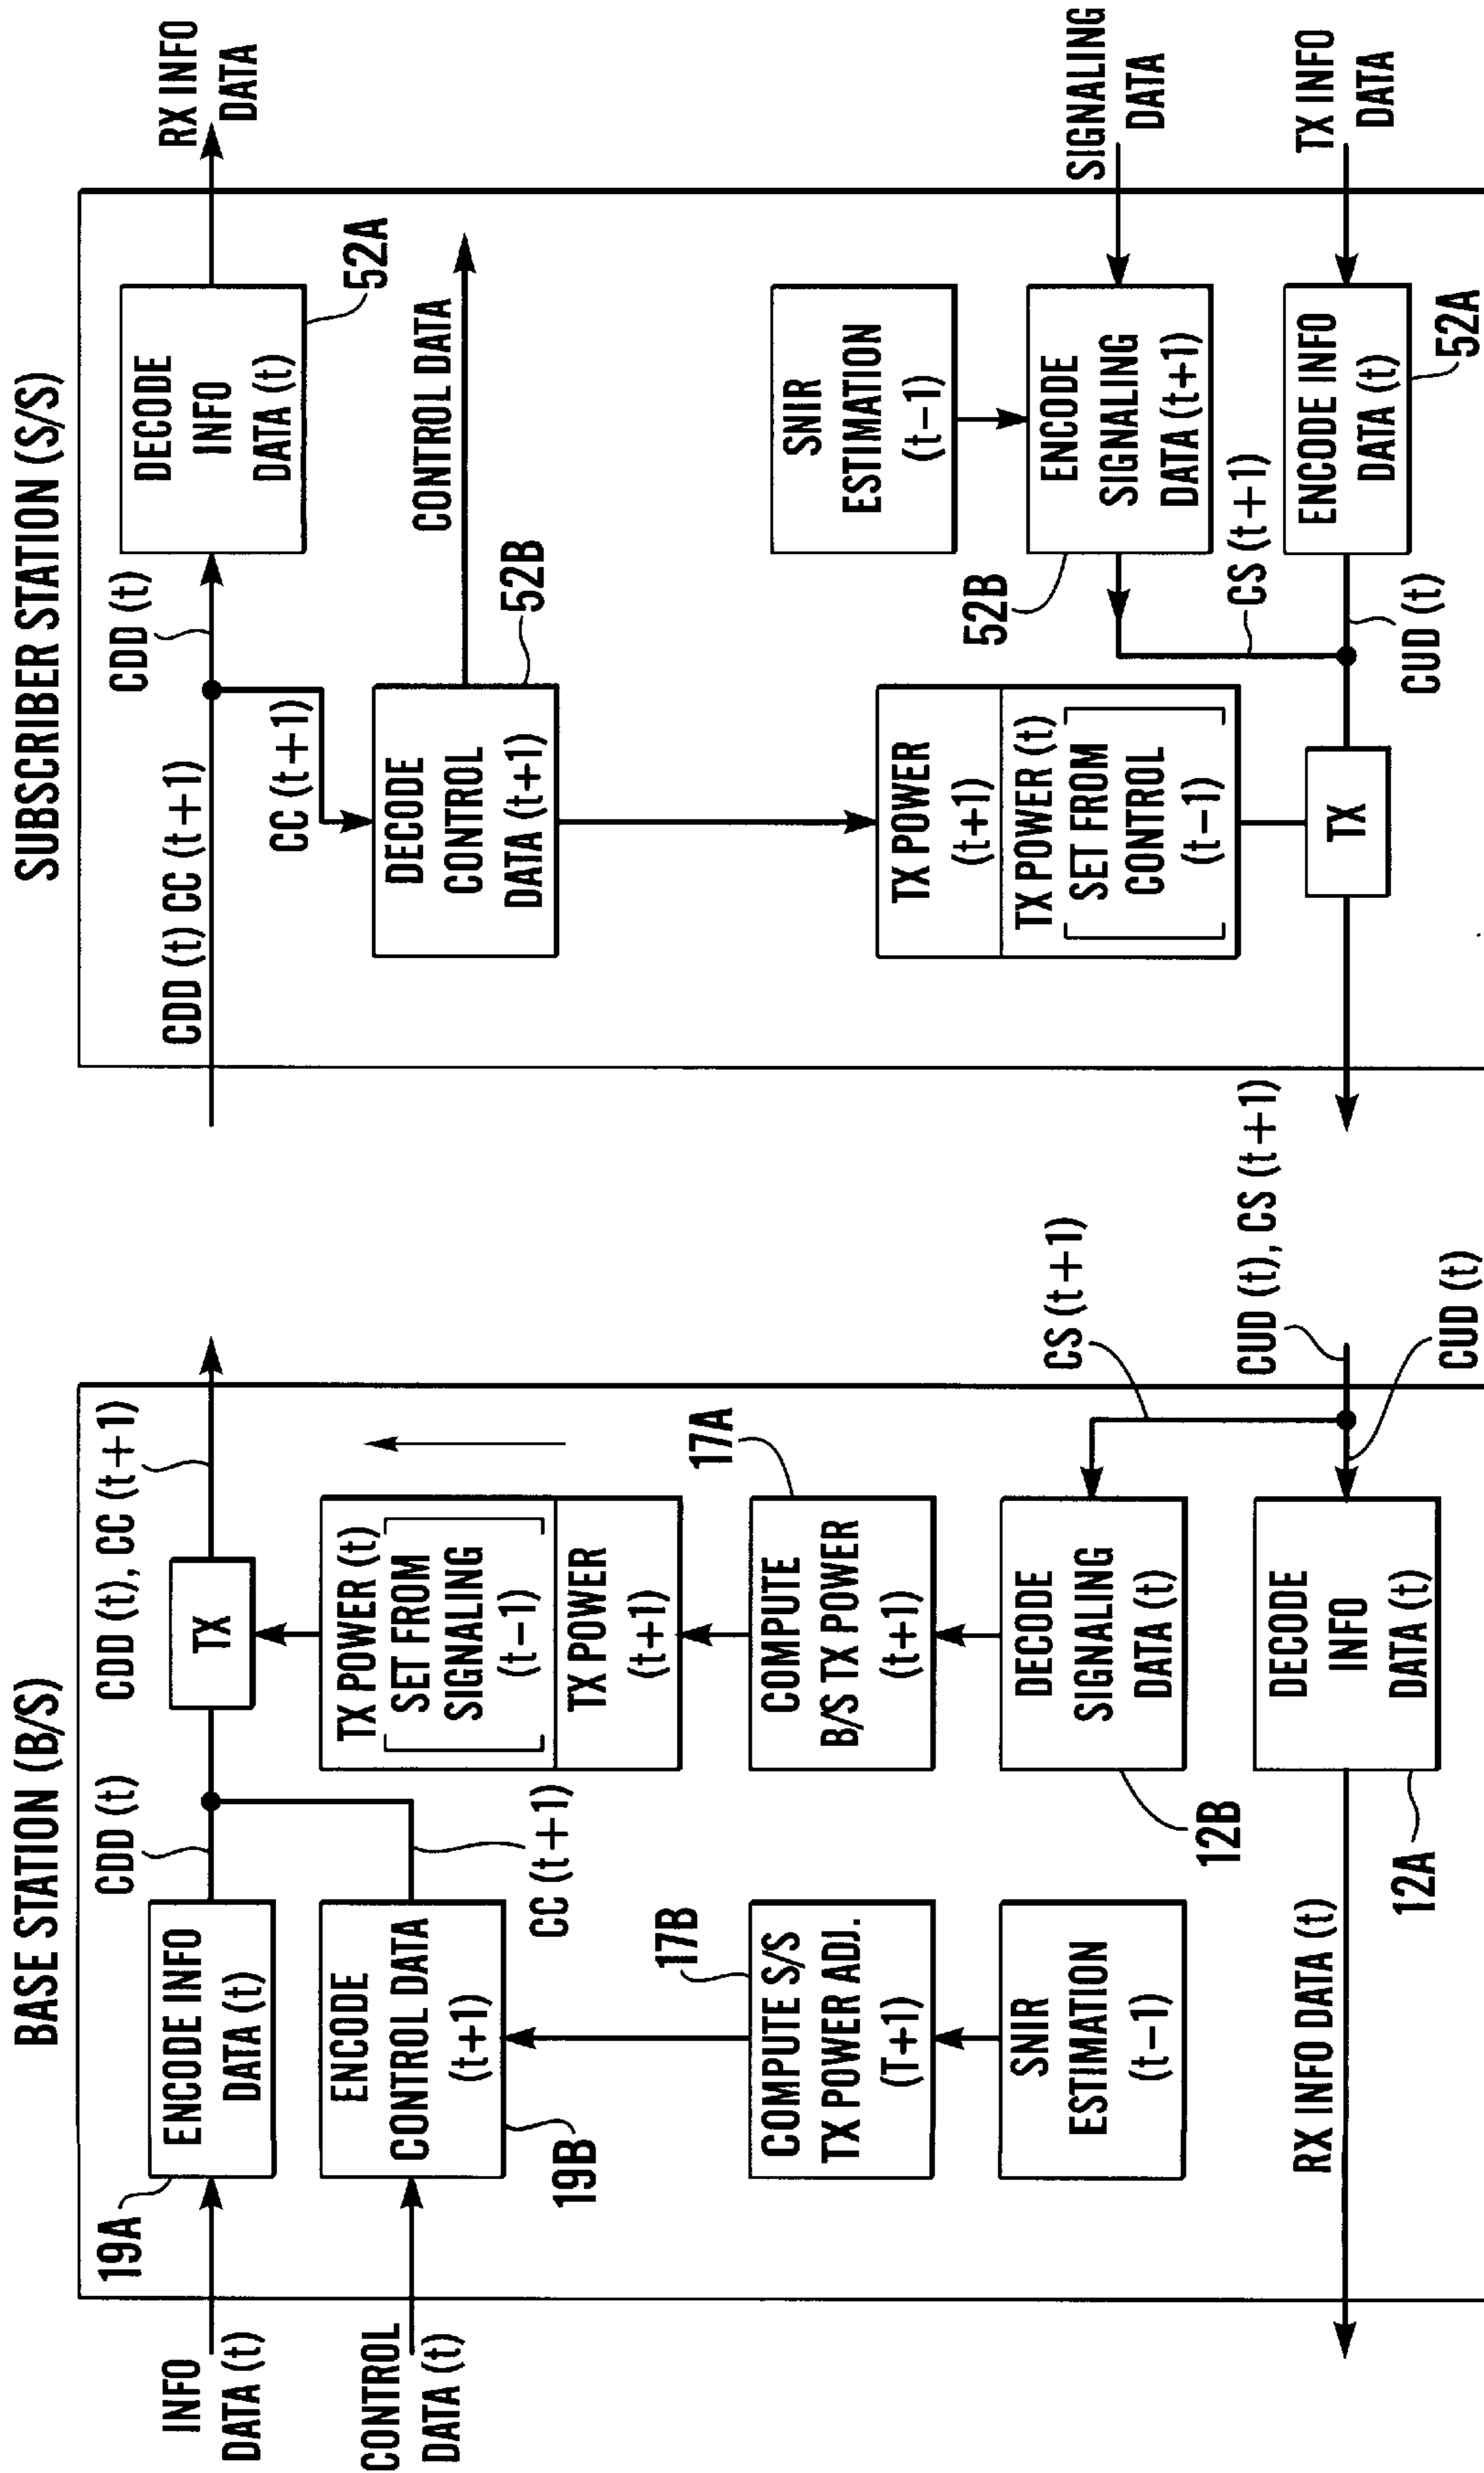 BASE STATION (B/S)
INFO
DATA (t)
19A
ENCODE INFO
DATA (t)
CDD (t)
TX
CDD (t), CC (t+1)
CONTROL
DATA (t)
ENCODE
CONTROL DATA
(t+1)
19B
CC (t+1)
TX POWER (t)
SET FROM
SIGNALING
(t−1)
TX POWER
(t+1)
17B
COMPUTE S/S
TX POWER ADJ.
(T+1)
COMPUTE
B/S TX POWER
(t+1)
17A
SNIR
ESTIMATION
(t−1)
DECODE
SIGNALING
DATA (t)
12B
CS (t+1)
RX INFO DATA (t)
12A
DECODE
INFO
DATA (t)
CUD (t), CS (t+1)
CUD (t)
SUBSCRIBER STATION (S/S)
CDD (t) CC (t+1)
CDD (t)
DECODE
INFO
DATA (t)
52A
RX INFO
DATA
CC (t+1)
DECODE
CONTROL
DATA (t+1)
52B
CONTROL DATA
TX POWER
(t+1)
TX POWER (t)
SET FROM
CONTROL
(t−1)
SNIR
ESTIMATION
(t−1)
52B
ENCODE
SIGNALING
DATA (t+1)
SIGNALING
DATA
CS (t+1)
TX
CUD (t)
ENCODE INFO
DATA (t)
52A
TX INFO
DATA